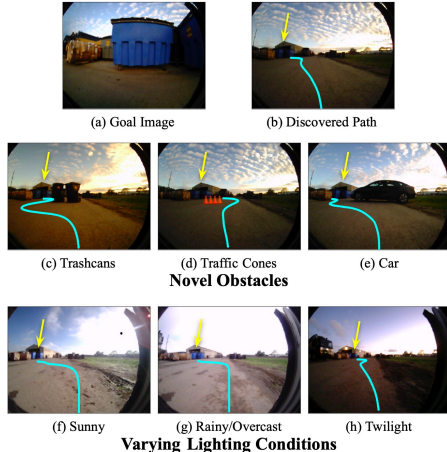 (a) Goal Image
(b) Discovered Path
(c) Trashcans
(d) Traffic Cones
(e) Car
Novel Obstacles
(f) Sunny
(g) Rainy/Overcast
(h) Twilight
Varying Lighting Conditions